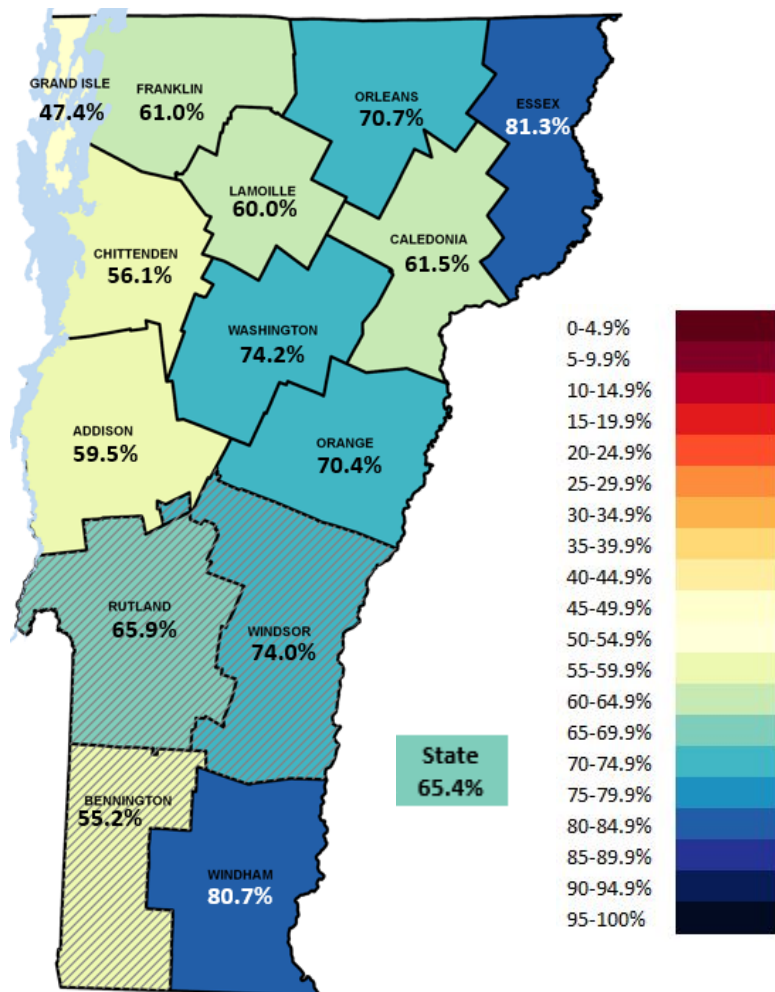 GRAND ISLE
47.4%
FRANKLIN
61.0%
ORLEANS
70.7%
ESSEX
81.3%
LAMOILLE
60.0%
CALEDONIA
61.5%
CHITTENDEN
56.1%
WASHINGTON
74.2%
ADDISON
59.5%
ORANGE
70.4%
RUTLAND
65.9%
WINDSOR
74.0%
BENNINGTON
55.2%
WINDHAM
80.7%
State
65.4%
0-4.9%
5-9.9%
10-14.9%
15-19.9%
20-24.9%
25-29.9%
30-34.9%
35-39.9%
40-44.9%
45-49.9%
50-54.9%
55-59.9%
60-64.9%
65-69.9%
70-74.9%
75-79.9%
80-84.9%
85-89.9%
90-94.9%
95-100%